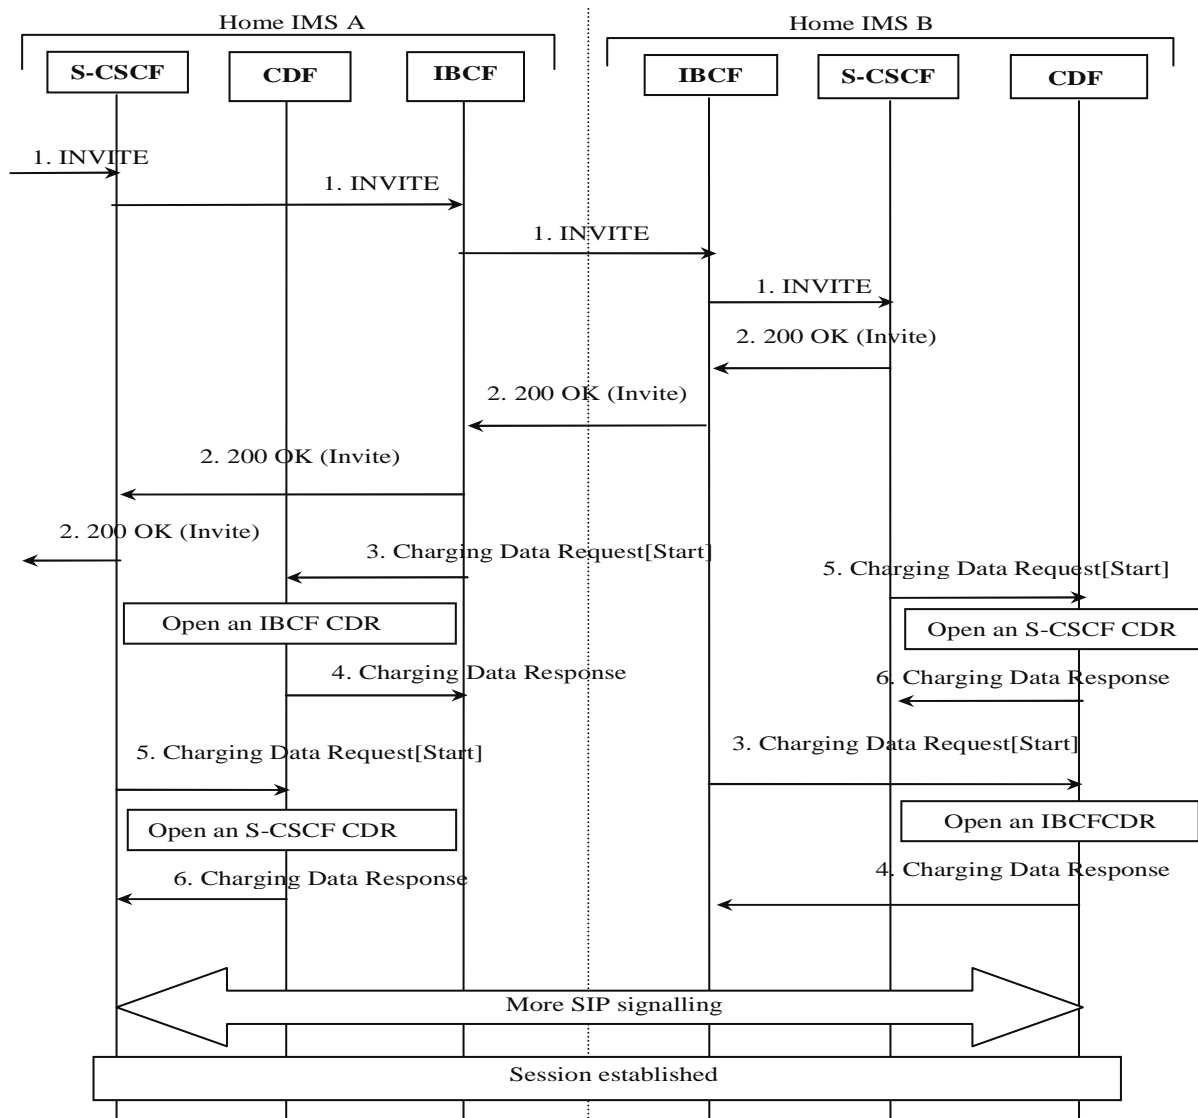 Home IMS A
Home IMS B
S-CSCF
CDF
IBCF
IBCF
S-CSCF
CDF
1. INVITE
1. INVITE
1. INVITE
1. INVITE
2. 200 OK (Invite)
2. 200 OK (Invite)
2. 200 OK (Invite)
2. 200 OK (Invite)
3. Charging Data Request[Start]
5. Charging Data Request[Start]
Open an IBCF CDR
Open an S-CSCF CDR
4. Charging Data Response
6. Charging Data Response
5. Charging Data Request[Start]
3. Charging Data Request[Start]
Open an S-CSCF CDR
Open an IBCFCDR
6. Charging Data Response
4. Charging Data Response
More SIP signalling
Session established